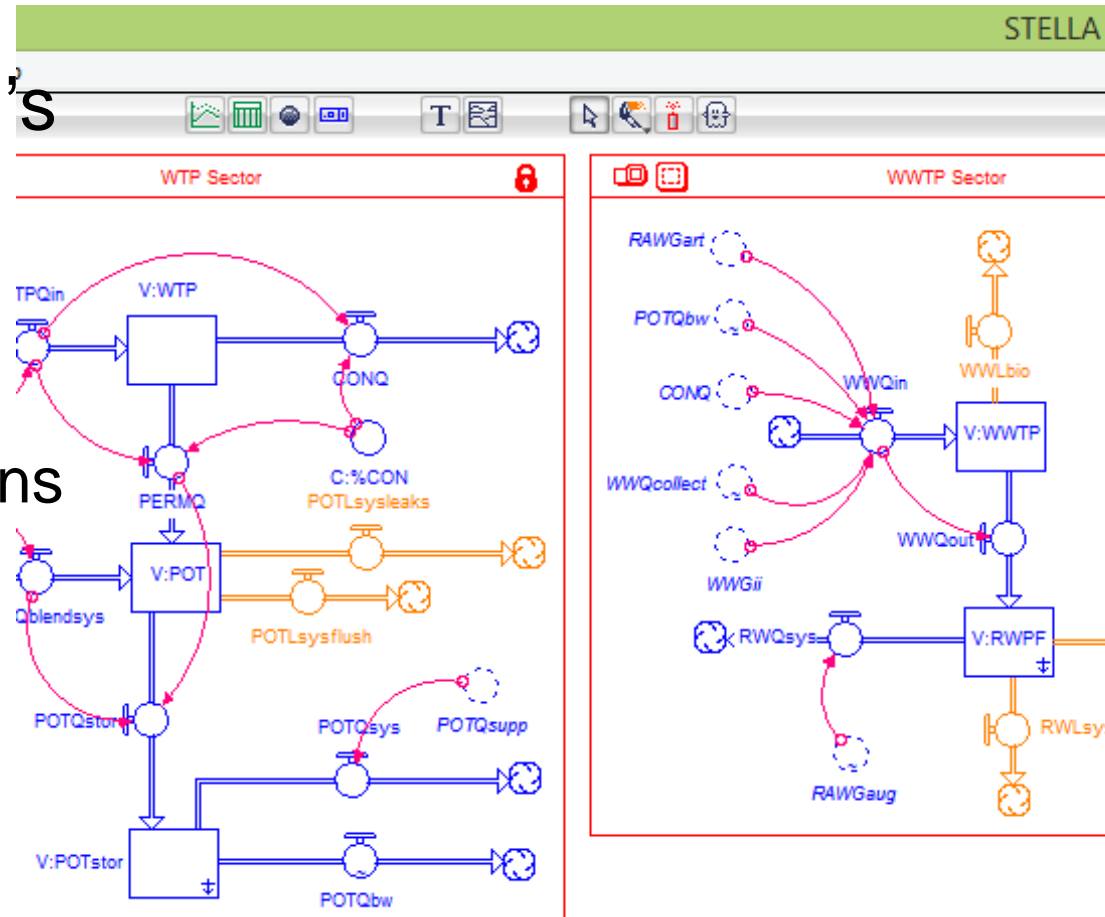 STELLA
's
T
WTP Sector
TPQin
V:WTP
CONQ
C:%CON
PERMQ
POTLsysleaks
ns
V:POT
Qblendsys
POTLsysflush
POTQstor
POTQsys
POTQsupp
V:POTstor
POTQbw
WWTP Sector
RAWGart
POTQbw
CONQ
WWQin
WWLbio
V:WWTP
WWQcollect
WWQout
WWGii
RWQsys
V:RWPF
RWLsy
RAWGaug